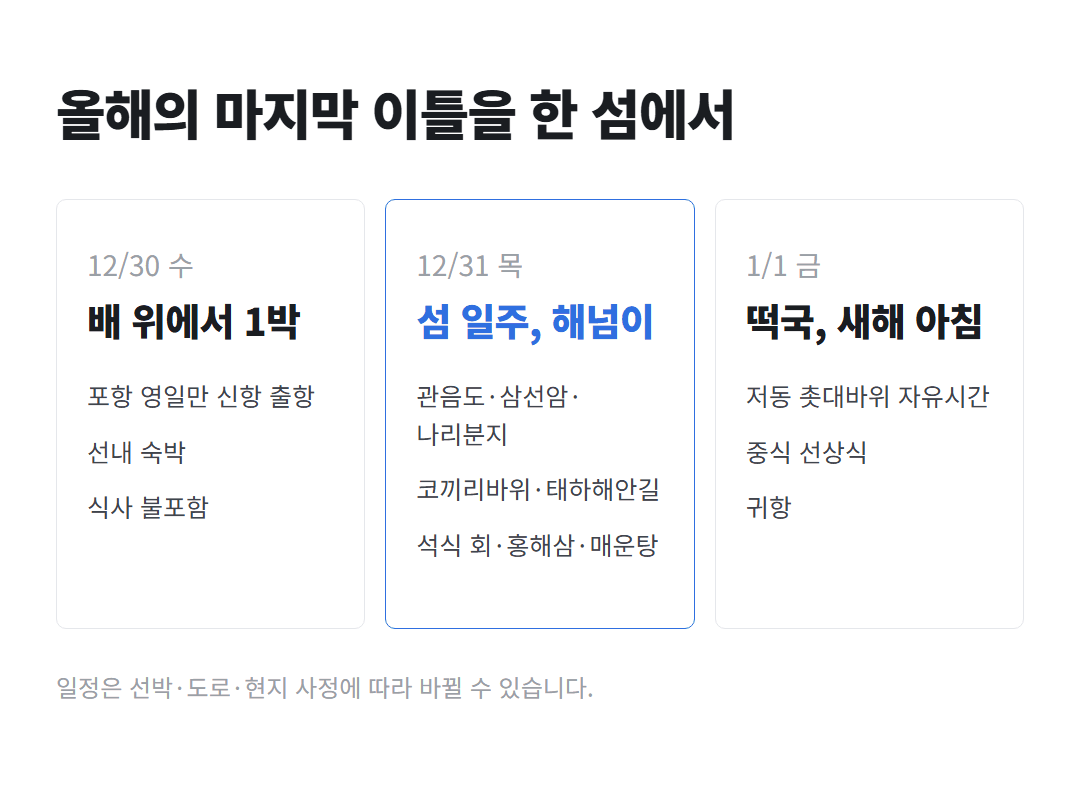 올해의 마지막 이틀을 한 섬에서
12/30 수
배 위에서 1박
포항 영일만 신항 출항
선내 숙박
식사 불포함
12/31 목
섬 일주, 해넘이
관음도·삼선암·
나리분지
코끼리바위·태하해안길
석식 회·홍해삼·매운탕
1/1 금
떡국, 새해 아침
저동 촛대바위 자유시간
중식 선상식
귀항
일정은 선박·도로·현지 사정에 따라 바뀔 수 있습니다.